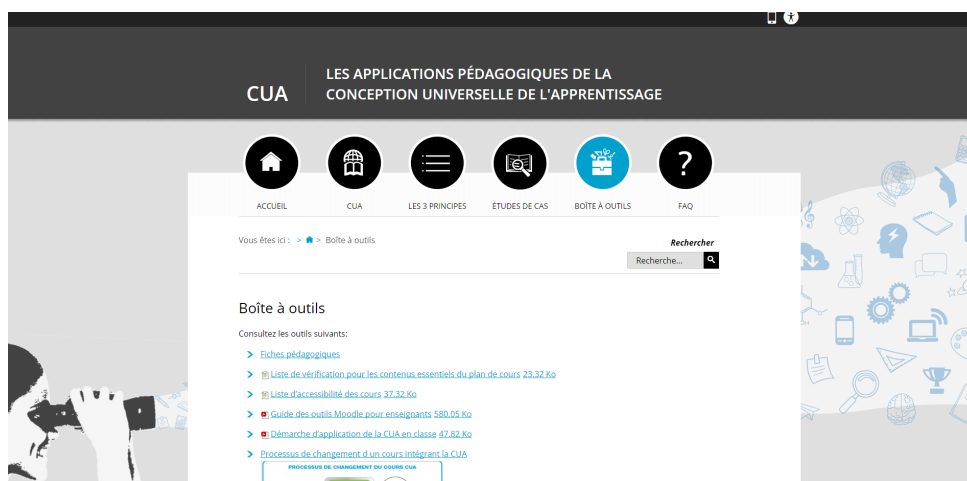 CUA
LES APPLICATIONS PÉDAGOGIQUES DE LA
CONCEPTION UNIVERSELLE DE L'APPRENTISSAGE
?
ACCUEIL CUA LES 3 PRINCIPES ÉTUDES DE CAS BOÎTE À OUTILS FAQ
Vous êtes ici : > > Boîte à outils
Rechercher
Recherche...
Boîte à outils
Consultez les outils suivants:
Fiches pédagogiques
Liste de vérification pour les contenus essentiels du plan de cours 23.32 Ko
Liste d'accessibilité des cours 37.32 Ko
Guide des outils Moodle pour enseignants 580.05 Ko
Démarche d'application de la CUA en classe 47.82 Ko
Processus de changement d un cours intégrant la CUA
PROCESSUS DE CHANGEMENT DU COURS CUA